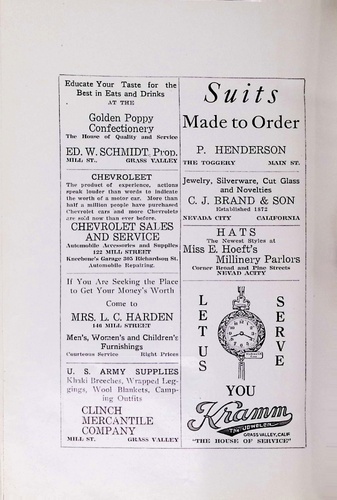 Educate Your Taste for the
Best in Eats and Drinks
AT THE
Golden Poppy
Confectionery
The House of Quality and Service
ED. W. SCHMIDT, Prop.
MILL ST., GRASS VALLEY
CHEVROLEET
The product of experience, actions
speak louder than words to indicate
the worth of a motor car. More than
half a million people have purchased
Chevrolet cars and more Chevrolets
are sold now than ever before.
CHEVROLET SALES
AND SERVICE
Automobile Accessories and Supplies
122 MILL STREET
Kneebone's Garage 305 Richardson St.
Automobile Repairing.
If You Are Seeking the Place
to Get Your Money's Worth
Come to
MRS. L. C. HARDEN
146 MILL STREET
Men's, Women's and Children's
Furnishings
Courteous Service Right Prices
U. S. ARMY SUPPLIES
Khaki Breeches, Wrapped Leg-
gings, Wool Blankets, Camp-
ing Outfits
CLINCH
MERCANTILE
COMPANY
MILL ST. GRASS VALLEY
Suits
Made to Order
P. HENDERSON
THE TOGGERY MAIN ST.
Jewelry, Silverware, Cut Glass
and Novelties
C. J. BRAND & SON
Established 1872
NEVADA CITY CALIFORNIA
HATS
The Newest Styles at
Miss E. Hoeft's
Millinery Parlors
Corner Broad and Pine Streets
NEVAD ACITY
LET US
SERVE
YOU
Kramm
THE JEWELER
GRASS VALLEY, CALIF
"THE HOUSE OF SERVICE"